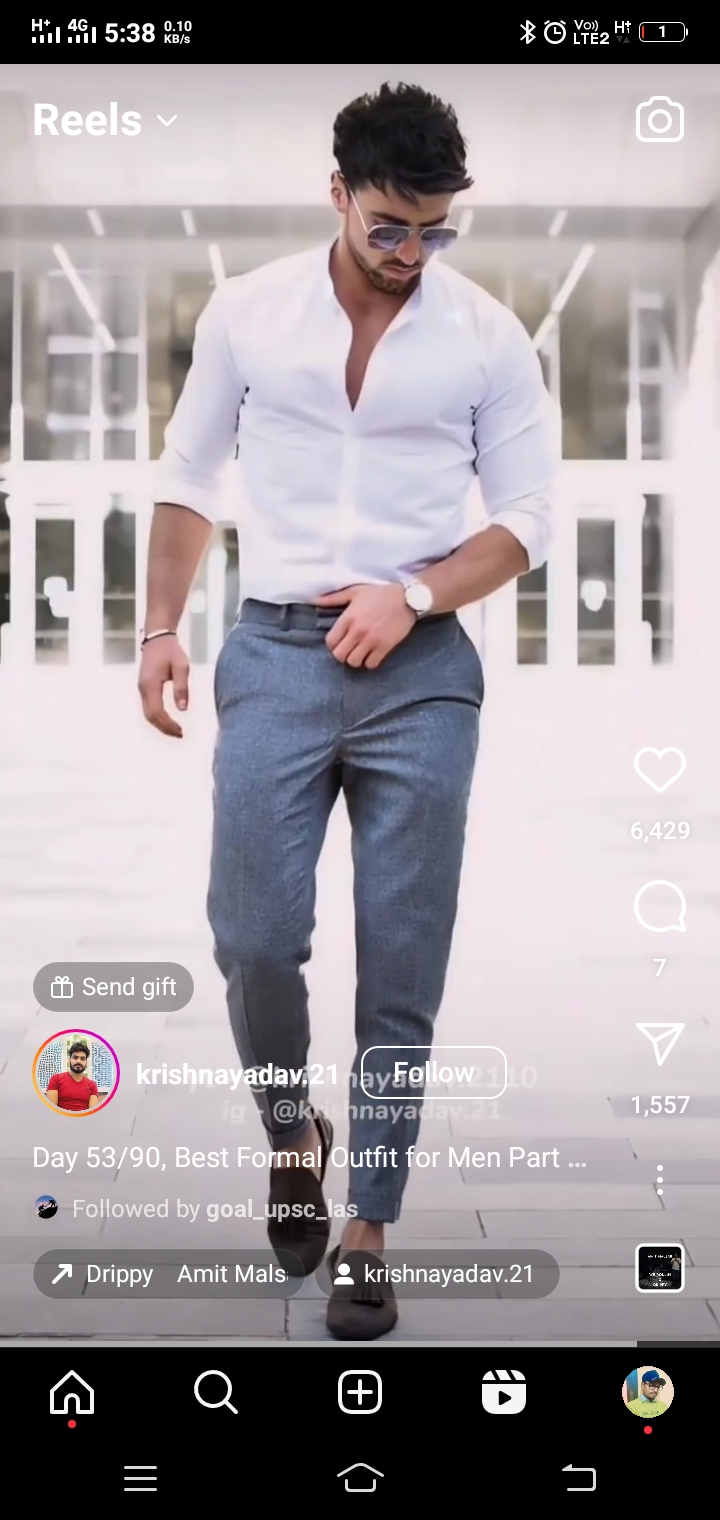 H+ 4G 5:38 0.10 KB/s Vo)) LTE2 H† 1
Reels
6,429
7
Send gift
krishnayadav.21 Follow
ig - @krishnayadav.21
1,557
Day 53/90, Best Formal Outfit for Men Part ...
Followed by goal_upsc_las
Drippy Amit Mals
krishnayadav.21